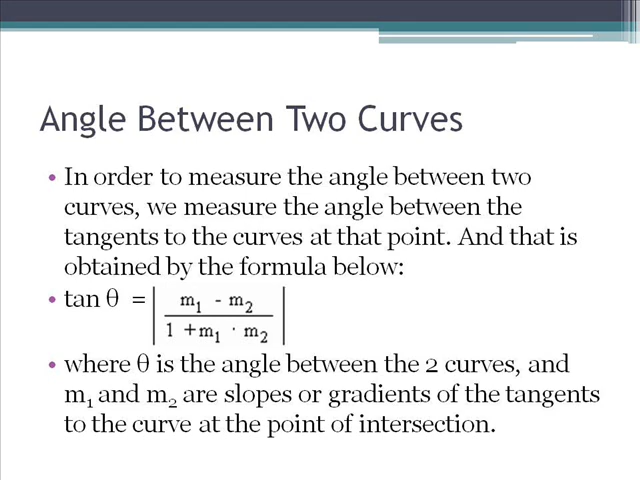 Angle Between Two Curves
• In order to measure the angle between two
curves, we measure the angle between the
tangents to the curves at that point. And that is
obtained by the formula below:
• tan θ = | (m₁ - m₂) / (1 + m₁ · m₂) |
• where θ is the angle between the 2 curves, and
m₁ and m₂ are slopes or gradients of the tangents
to the curve at the point of intersection.